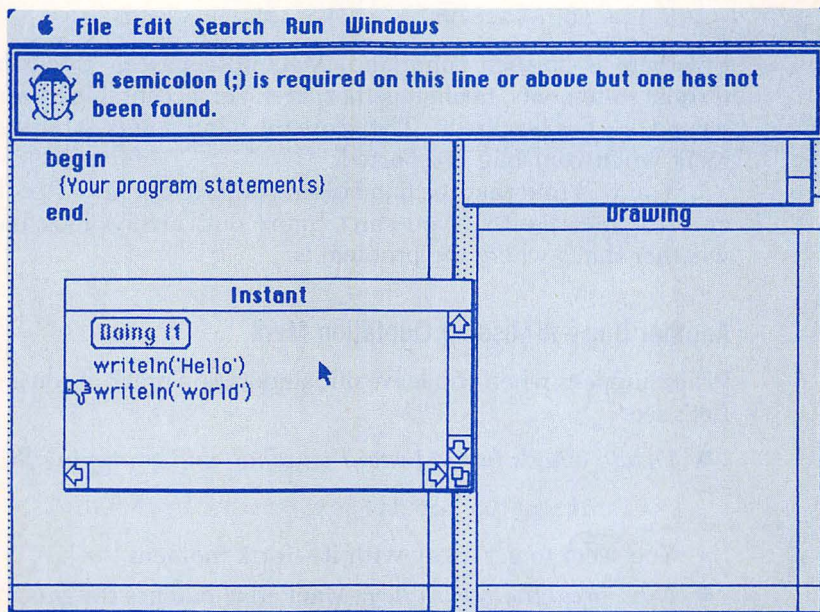 File Edit Search Run Windows
A semicolon (;) is required on this line or above but one has not
been found.
begin
{Your program statements}
end.
Drawing
Instant
Doing It
writeln('Hello')
writeln('world')